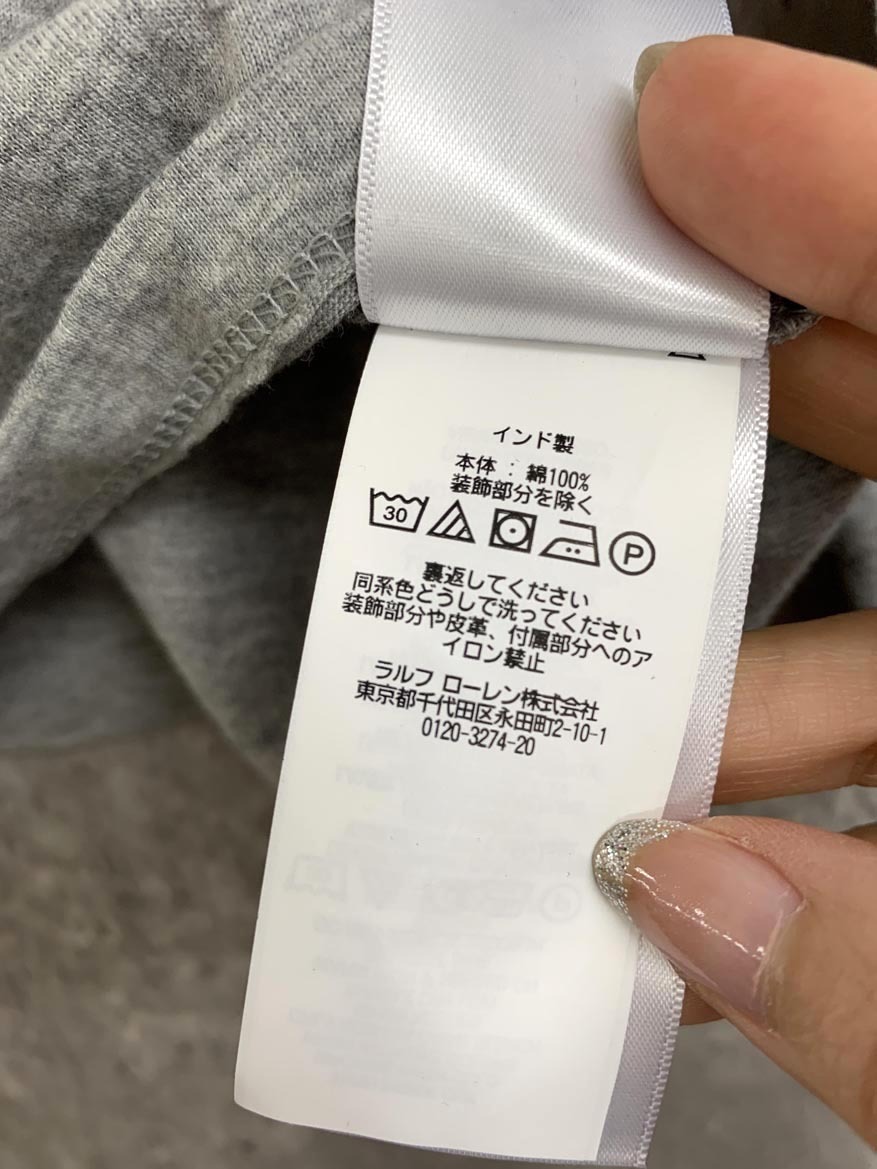 インド製
本体 : 綿100%
装飾部分を除く
30 P
裏返してください
同系色どうしで洗ってください
装飾部分や皮革、付属部分へのア
イロン禁止
ラルフ ローレン株式会社
東京都千代田区永田町2-10-1
0120-3274-20